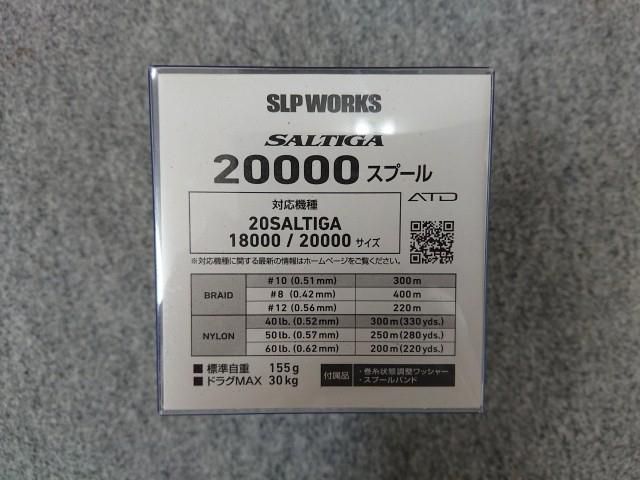 SLP WORKS
SALTIGA
20000 スプール
ATD
対応機種
20SALTIGA
18000 / 20000 サイズ
※対応機種に関する最新の情報はホームページをご覧ください。
BRAID
#10 (0.51mm) 300m
#8 (0.42mm) 400m
#12 (0.56mm) 220m
NYLON
40lb. (0.52mm) 300m(330yds.)
50lb. (0.57mm) 250m(280yds.)
60lb. (0.62mm) 200m(220yds.)
■標準自重 155g
■ドラグMAX 30kg
付属品
・巻糸状態調整ワッシャー
・スプールバンド